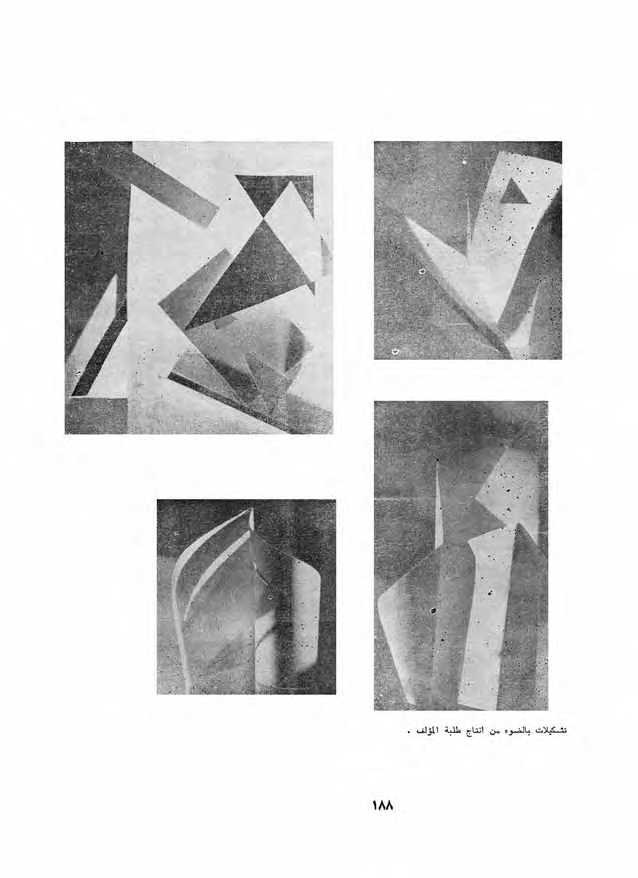 تشكيلات بالضوء من انتاج طلبة المؤلف .
١٨٨